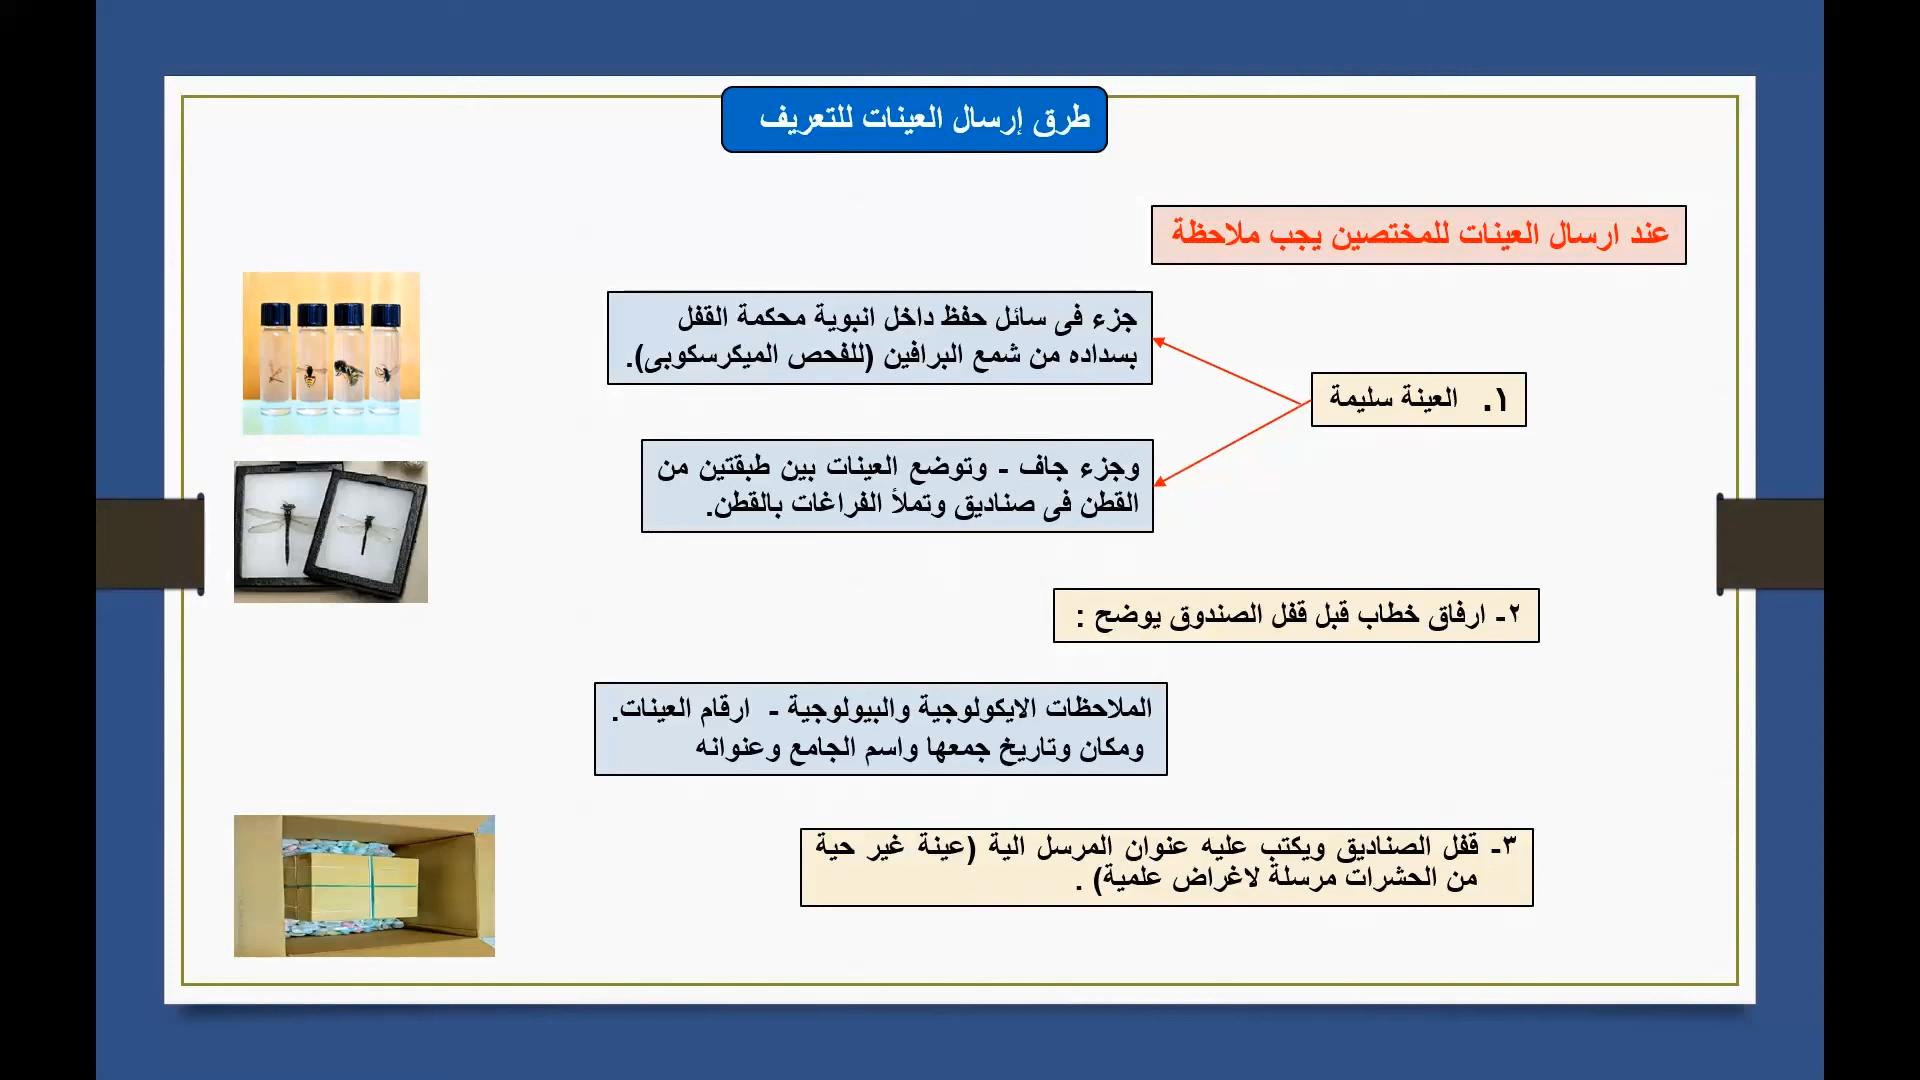 طرق إرسال العينات للتعريف
عند ارسال العينات للمختصين يجب ملاحظة
جزء فى سائل حفظ داخل انبوية محكمة القفل
بسداده من شمع البرافين (للفحص الميكرسكوبى).
١. العينة سليمة
وجزء جاف - وتوضع العينات بين طبقتين من
القطن فى صناديق وتملأ الفراغات بالقطن.
٢- ارفاق خطاب قبل قفل الصندوق يوضح :
الملاحظات الايكولوجية والبيولوجية - ارقام العينات.
ومكان وتاريخ جمعها واسم الجامع وعنوانه
٣- قفل الصناديق ويكتب عليه عنوان المرسل الية (عينة غير حية
من الحشرات مرسلة لاغراض علمية) .